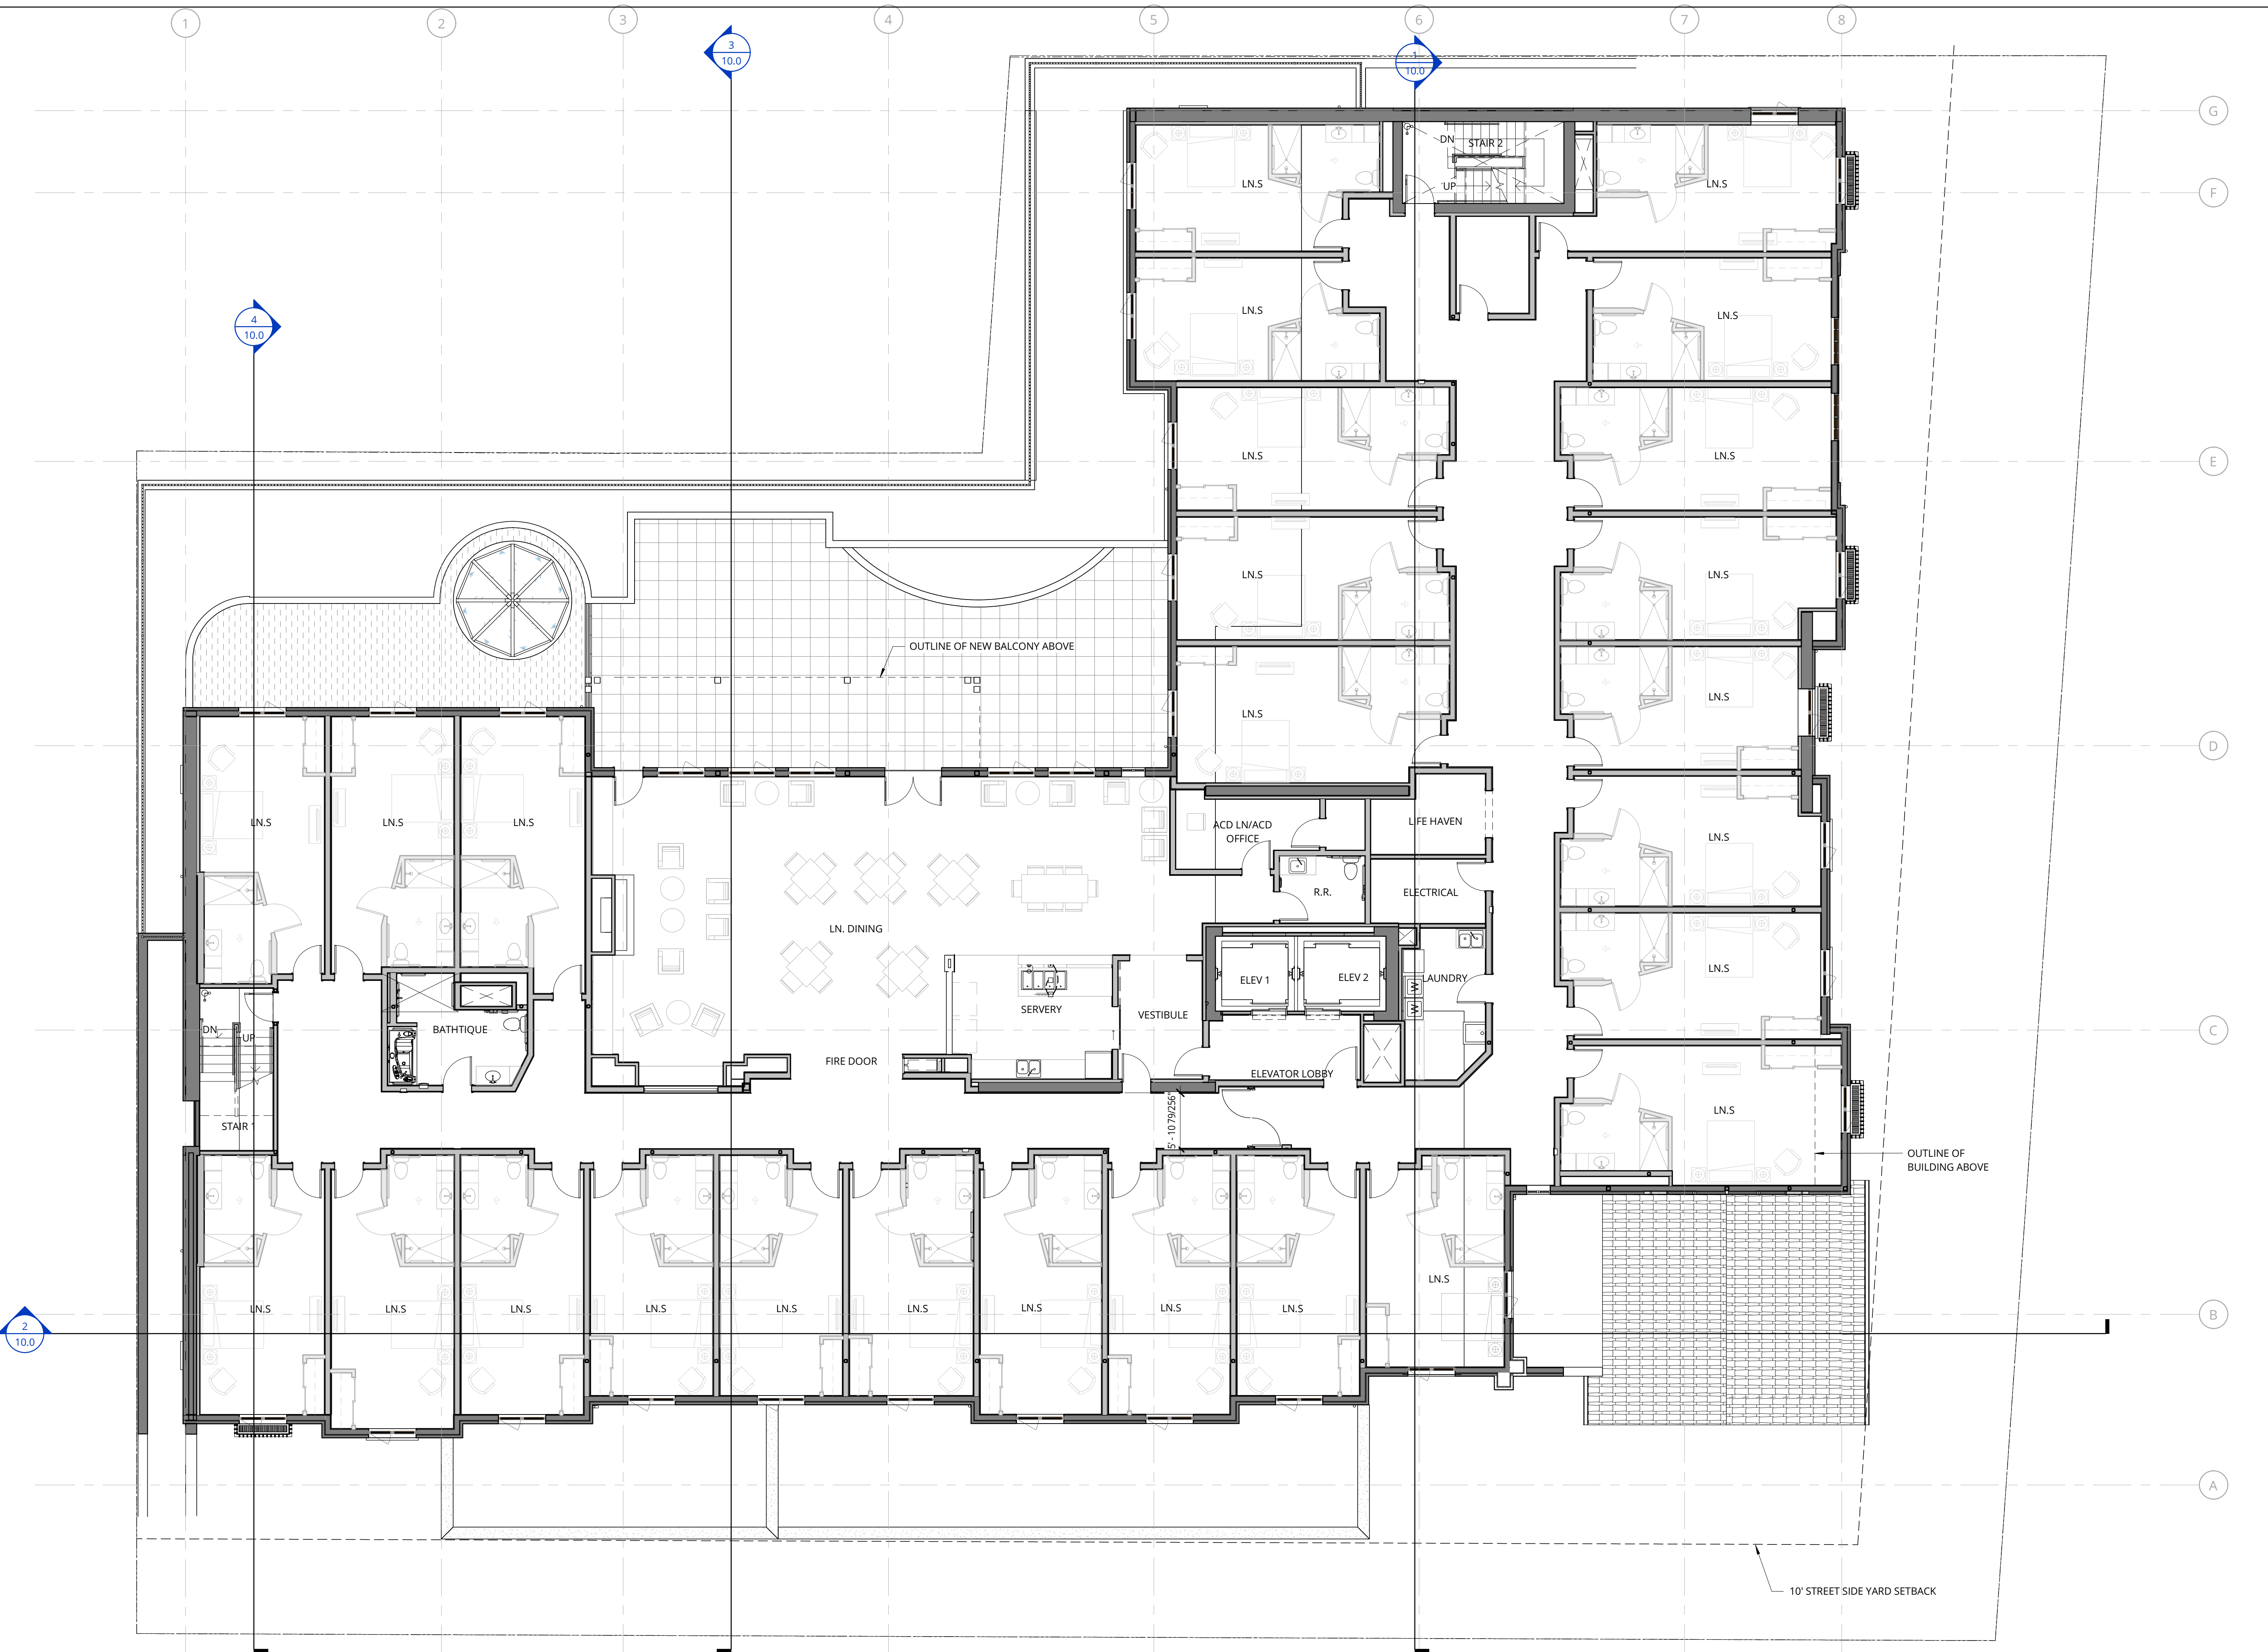 1
2
3
4
5
6
7
8
3
10.0
1
10.0
G
DN
STAIR 2
LN.S
UP
LN.S
F
LN.S
LN.S
4
10.0
LN.S
LN.S
E
LN.S
LN.S
OUTLINE OF NEW BALCONY ABOVE
LN.S
LN.S
D
LN.S
LN.S
LN.S
ACD LN/ACD
OFFICE
LIFE HAVEN
LN.S
R.R.
ELECTRICAL
LN. DINING
LN.S
ELEV 1
ELEV 2
LAUNDRY
W
W
SERVERY
VESTIBULE
DN
UP
BATHTIQUE
C
FIRE DOOR
ELEVATOR LOBBY
5' - 10 79/256"
LN.S
STAIR 1
OUTLINE OF
BUILDING ABOVE
LN.S
LN.S
LN.S
LN.S
LN.S
LN.S
LN.S
LN.S
LN.S
LN.S
B
2
10.0
A
10' STREET SIDE YARD SETBACK